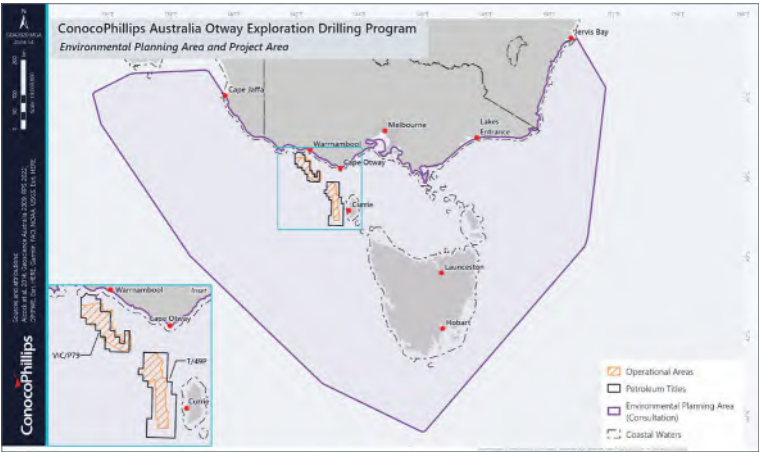 ConocoPhillips Australia Otway Exploration Drilling Program
Environmental Planning Area and Project Area
N
Jervis Bay
Cape Jaffa
Melbourne
Lakes
Entrance
Warrnambool
Cape Otway
Currie
Launceston
Hobart
Inset
Warrnambool
Cape Otway
VIC/P79
T/49P
Currie
Operational Areas
Petroleum Titles
Environmental Planning Area
(Consultation)
Coastal Waters
ConocoPhillips